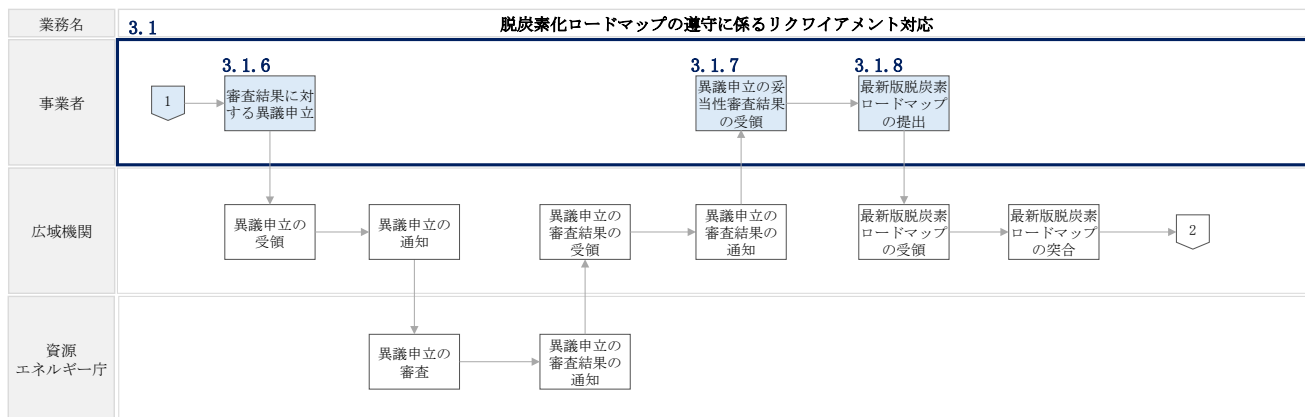 業務名
3.1
脱炭素化ロードマップの遵守に係るリクワイアメント対応
事業者
1
3.1.6
審査結果に対
する異議申立
3.1.7
異議申立の妥
当性審査結果
の受領
3.1.8
最新版脱炭素
ロードマップ
の提出
広域機関
異議申立の
受領
異議申立の
通知
異議申立の
審査結果の
受領
異議申立の
審査結果の
通知
最新版脱炭素
ロードマップ
の受領
最新版脱炭素
ロードマップ
の突合
2
資源
エネルギー庁
異議申立の
審査
異議申立の
審査結果の
通知